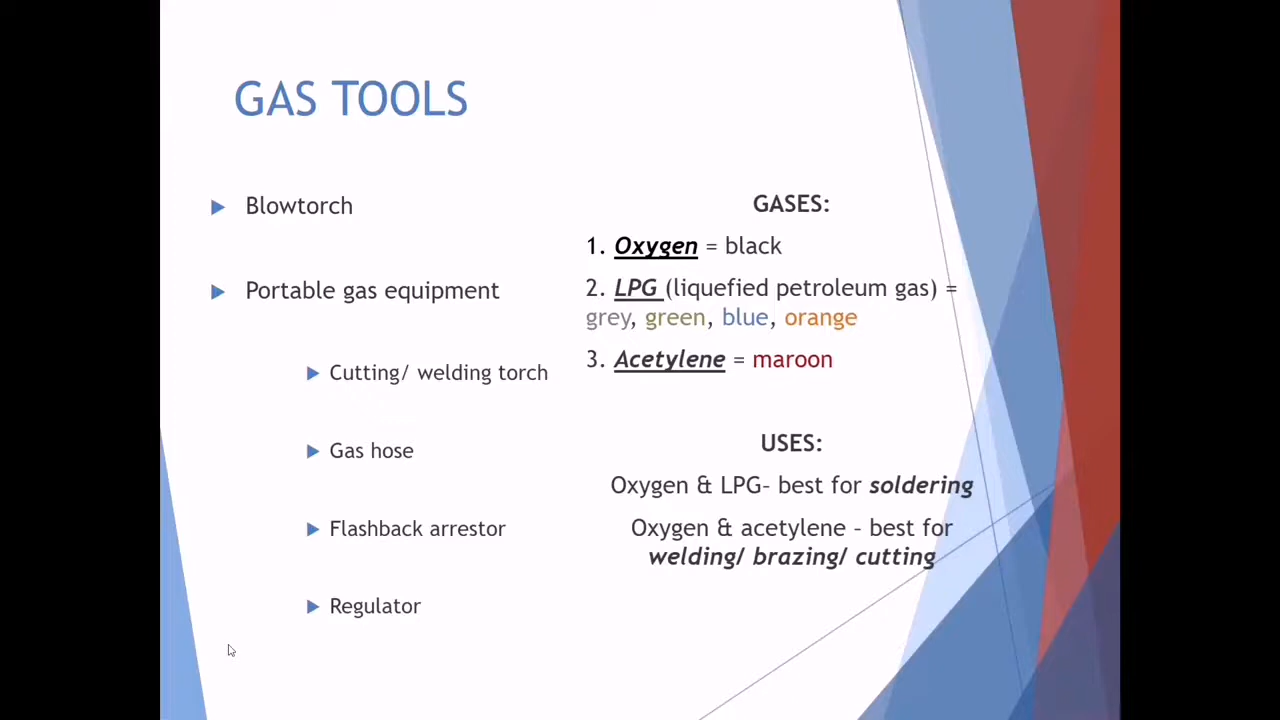 GAS TOOLS
Blowtorch
Portable gas equipment
Cutting/ welding torch
Gas hose
Flashback arrestor
Regulator
GASES:
1. Oxygen = black
2. LPG (liquefied petroleum gas) =
grey, green, blue, orange
3. Acetylene = maroon
USES:
Oxygen & LPG– best for soldering
Oxygen & acetylene – best for
welding/ brazing/ cutting